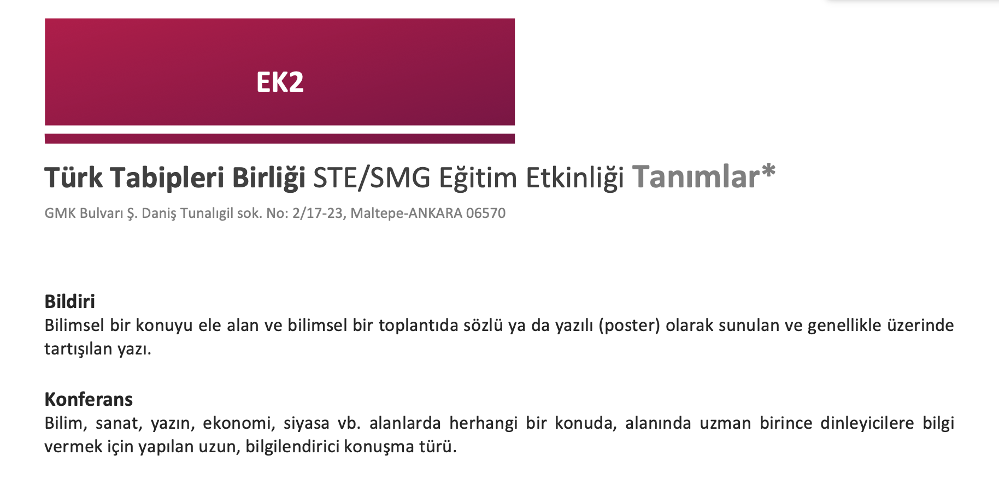 EK2
Türk Tabipleri Birliği STE/SMG Eğitim Etkinliği Tanımlar*
GMK Bulvarı Ş. Daniş Tunalıgil sok. No: 2/17-23, Maltepe-ANKARA 06570
Bildiri
Bilimsel bir konuyu ele alan ve bilimsel bir toplantıda sözlü ya da yazılı (poster) olarak sunulan ve genellikle üzerinde
tartışılan yazı.
Konferans
Bilim, sanat, yazın, ekonomi, siyasa vb. alanlarda herhangi bir konuda, alanında uzman birince dinleyicilere bilgi
vermek için yapılan uzun, bilgilendirici konuşma türü.